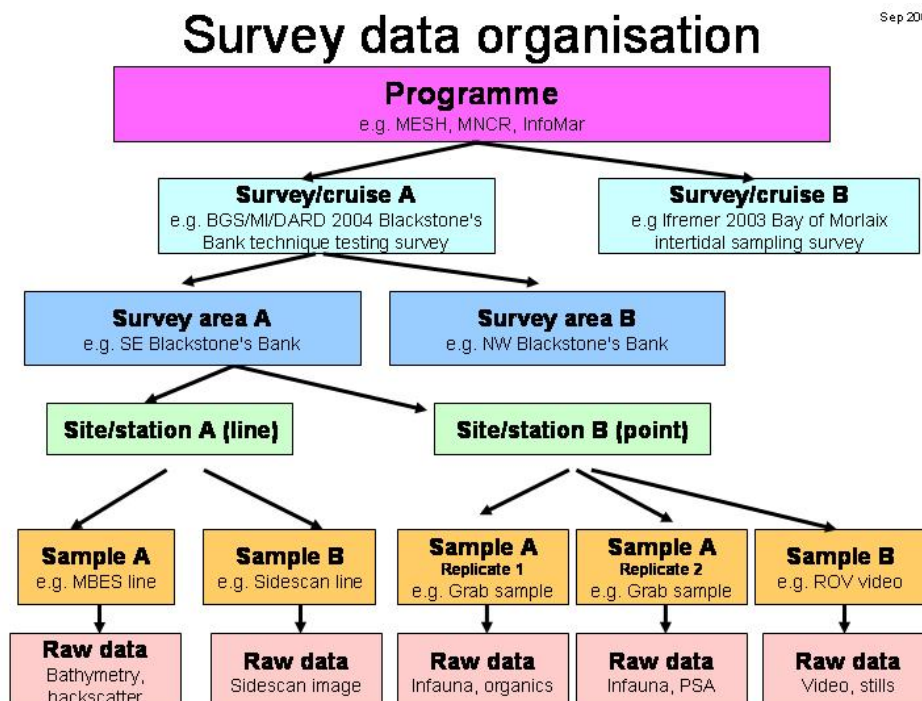 Sep 200
Survey data organisation
Programme
e.g. MESH, MNCR, InfoMar
Survey/cruise A
e.g. BGS/MI/DARD 2004 Blackstone's
Bank technique testing survey
Survey/cruise B
e.g Ifremer 2003 Bay of Morlaix
intertidal sampling survey
Survey area A
e.g. SE Blackstone's Bank
Survey area B
e.g. NW Blackstone's Bank
Site/station A (line)
Site/station B (point)
Sample A
e.g. MBES line
Sample B
e.g. Sidescan line
Sample A
Replicate 1
e.g. Grab sample
Sample A
Replicate 2
e.g. Grab sample
Sample B
e.g. ROV video
Raw data
Bathymetry,
backscatter
Raw data
Sidescan image
Raw data
Infauna, organics
Raw data
Infauna, PSA
Raw data
Video, stills